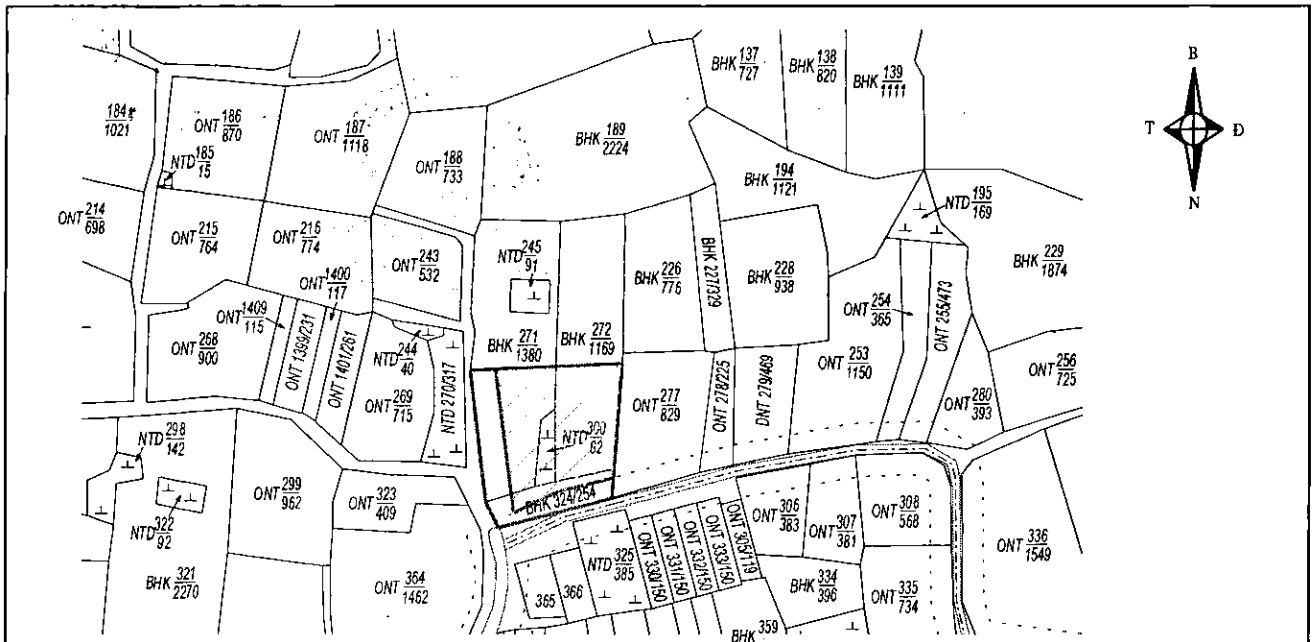 BHK 137/727
BHK 138/820
BHK 139/1111
B
T Đ
N
184/1021
ONT 186/870
ONT 187/1118
ONT 188/733
BHK 189/2224
BHK 194/1121
NTD 185/15
NTD 195/169
ONT 214/698
ONT 215/764
ONT 216/774
ONT 243/532
NTD 245/91
BHK 226/776
BHK 227/329
BHK 228/938
BHK 229/1874
ONT 1400/117
ONT 1409/115
ONT 1399/231
ONT 1401/261
ONT 268/900
NTD 244/40
ONT 269/715
NTD 270/317
BHK 271/1380
BHK 272/1169
ONT 254/365
ONT 255/473
ONT 253/1150
ONT 256/725
ONT 277/829
ONT 278/225
ONT 279/469
ONT 280/393
NTD 298/142
NTD 300/62
ONT 299/962
ONT 323/409
BHK 324/254
NTD 322/92
BHK 321/2270
ONT 364/1462
365
366
NTD 325/385
ONT 330/150
ONT 331/150
ONT 332/150
ONT 333/150
ONT 305/119
ONT 306/383
ONT 307/381
ONT 308/568
ONT 336/1549
BHK 334/396
ONT 335/734
BHK 359